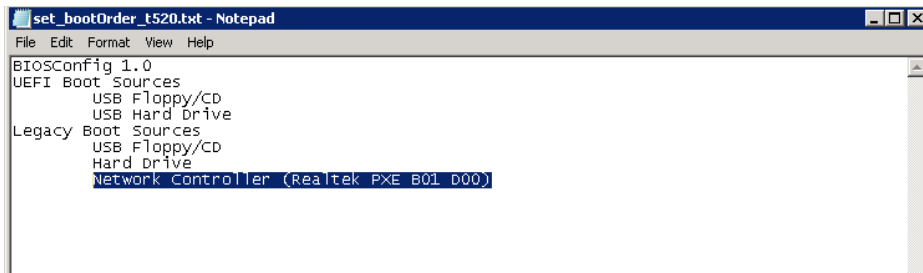 set_bootOrder_t520.txt - Notepad
File Edit Format View Help
BIOSConfig 1.0
UEFI Boot Sources
USB Floppy/CD
USB Hard Drive
Legacy Boot Sources
USB Floppy/CD
Hard Drive
Network Controller (Realtek PXE B01 D00)